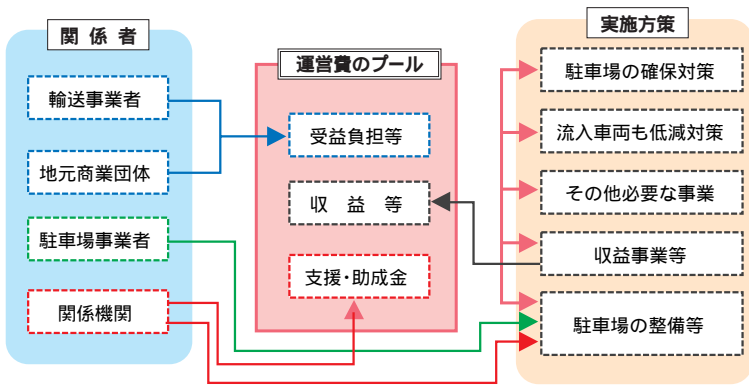 関係者
輸送事業者
地元商業団体
駐車場事業者
関係機関
運営費のプール
受益負担等
収益等
支援・助成金
実施方策
駐車場の確保対策
流入車両も低減対策
その他必要な事業
収益事業等
駐車場の整備等